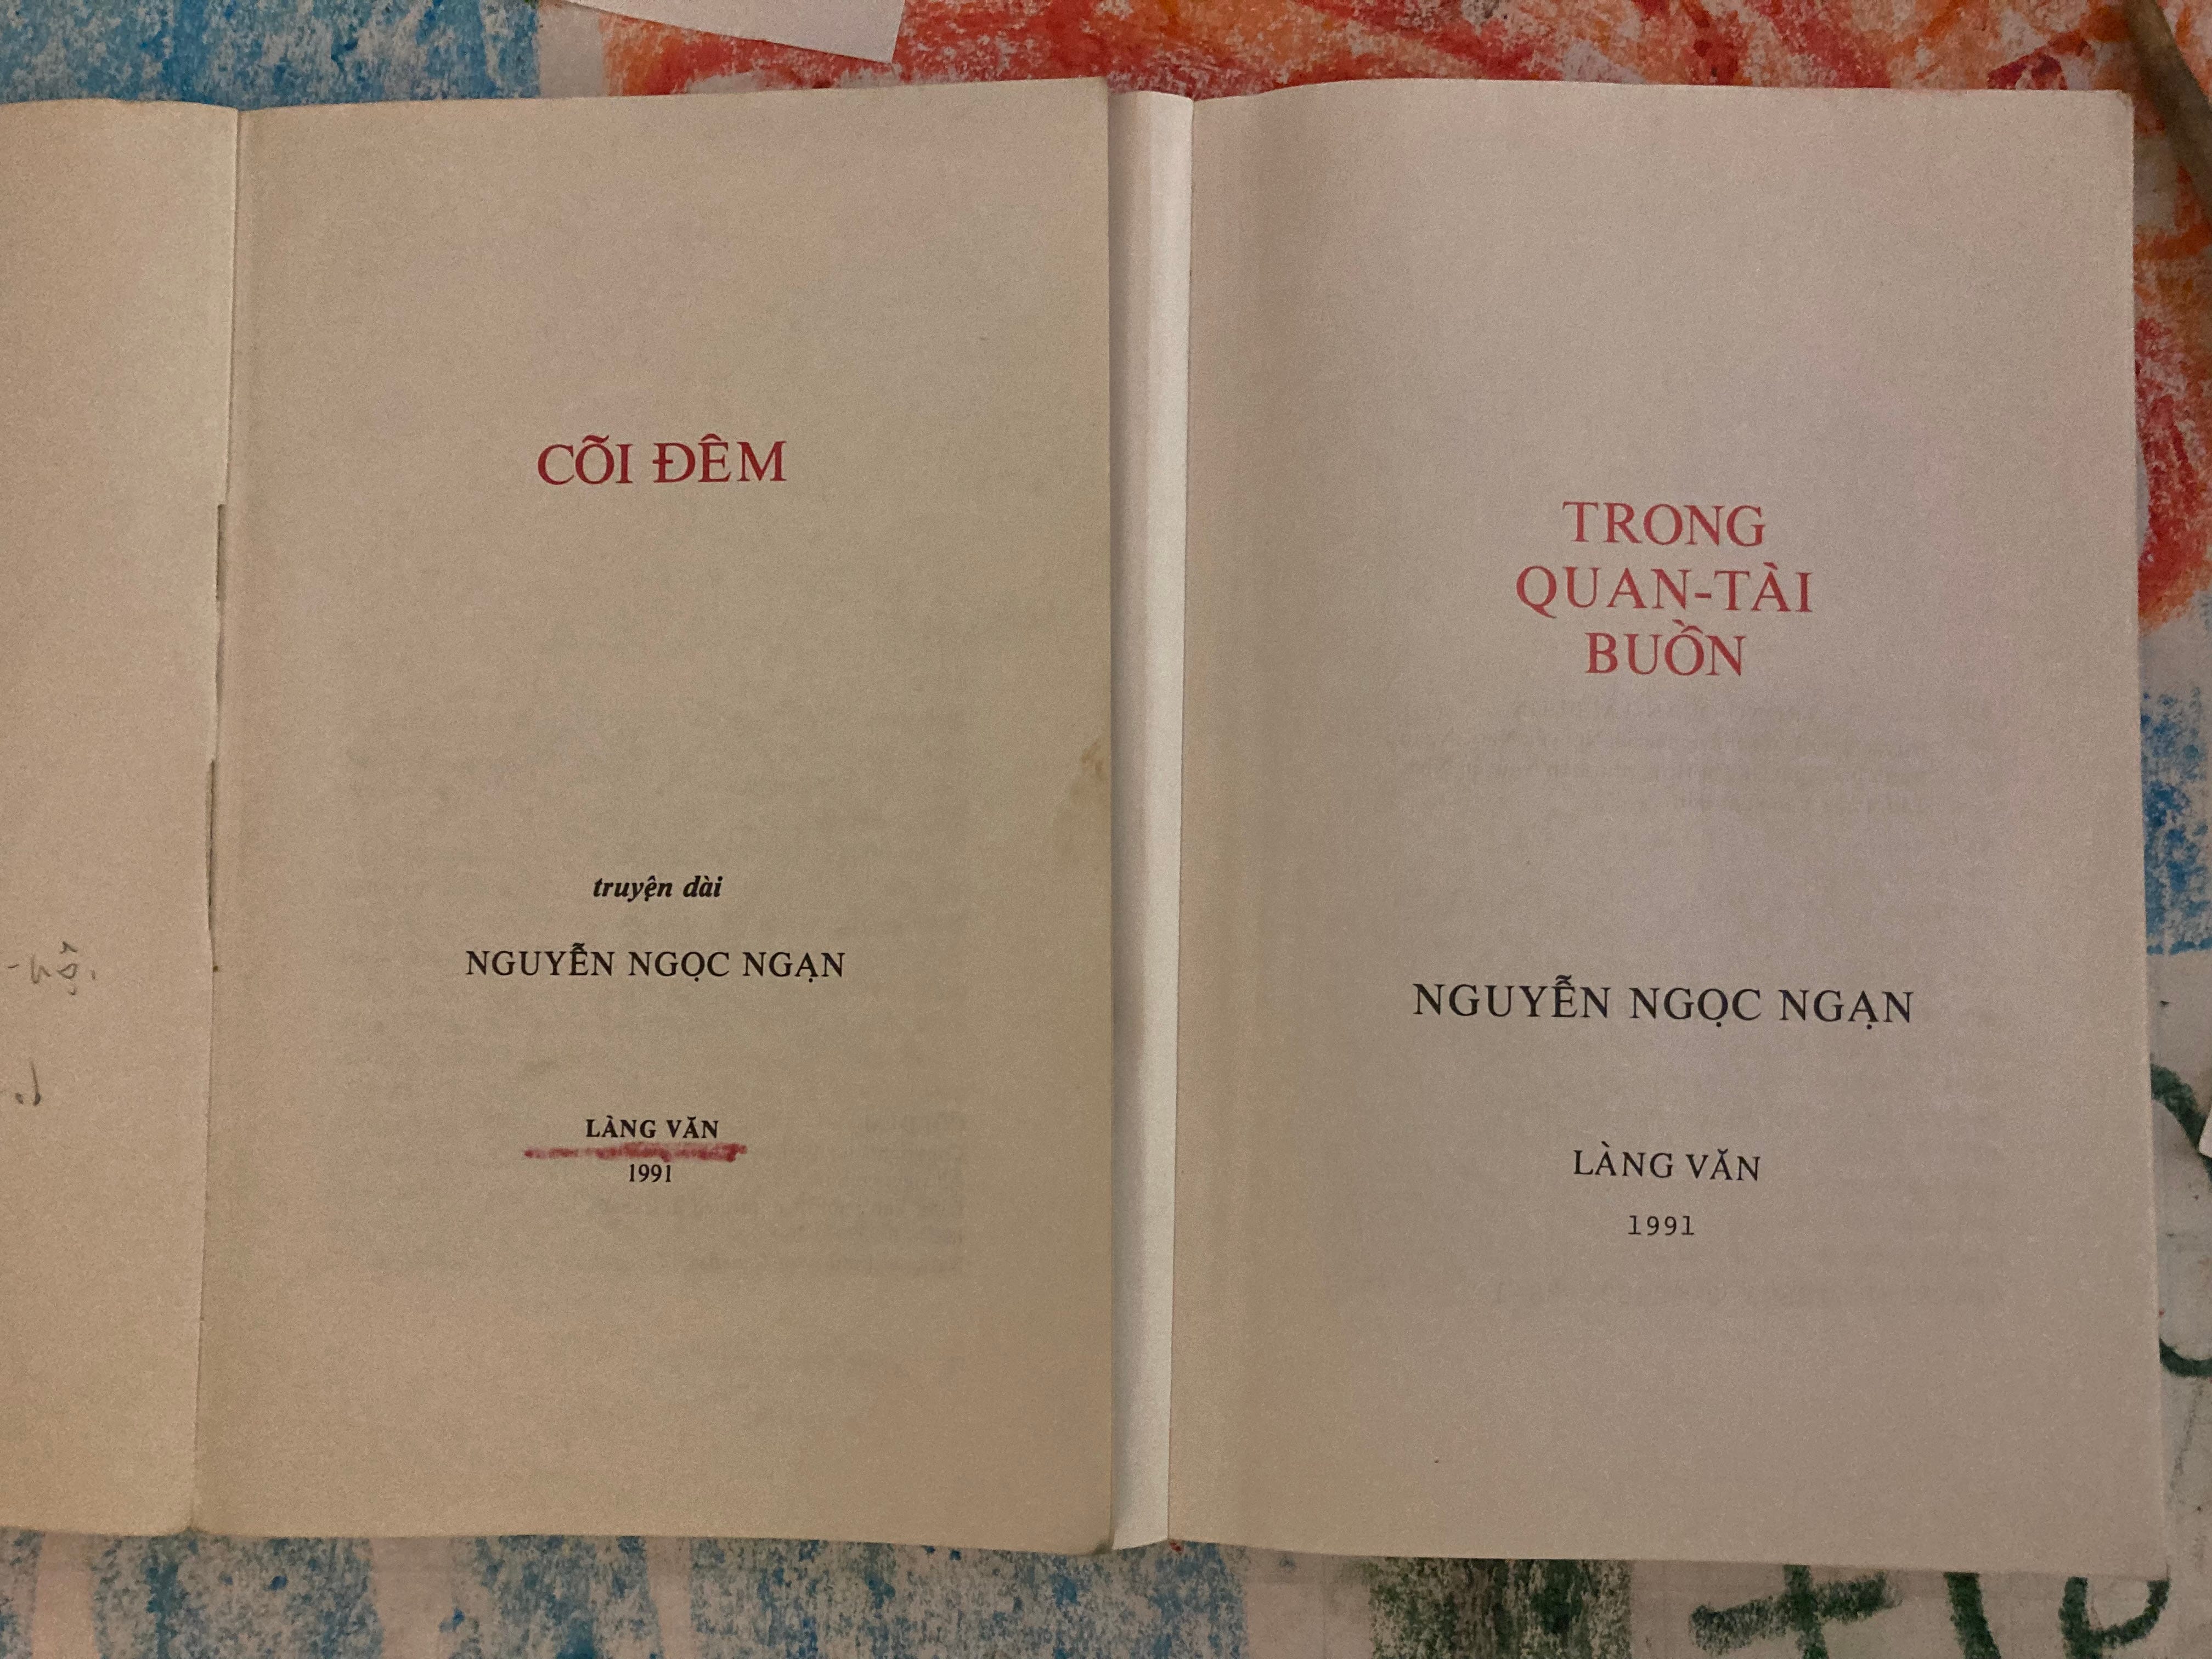 CÕI ĐÊM
truyện dài
NGUYỄN NGỌC NGẠN
LÀNG VĂN
1991
TRONG
QUAN-TÀI
BUỒN
NGUYỄN NGỌC NGẠN
LÀNG VĂN
1991